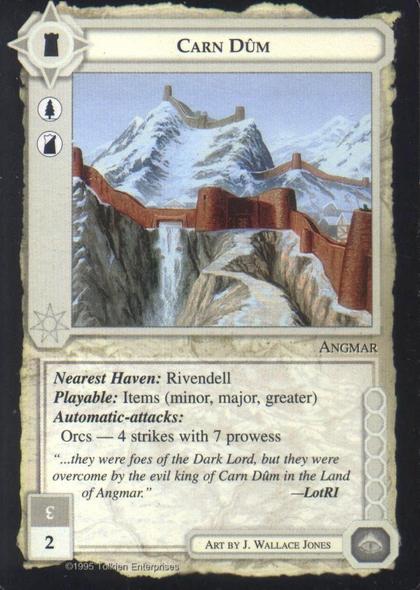 CARN DÛM
ANGMAR
Nearest Haven: Rivendell
Playable: Items (minor, major, greater)
Automatic-attacks:
Orcs — 4 strikes with 7 prowess
“...they were foes of the Dark Lord, but they were
overcome by the evil king of Carn Dûm in the Land
of Angmar.” —LotRI
2
ART BY J. WALLACE JONES
©1995 Tolkien Enterprises